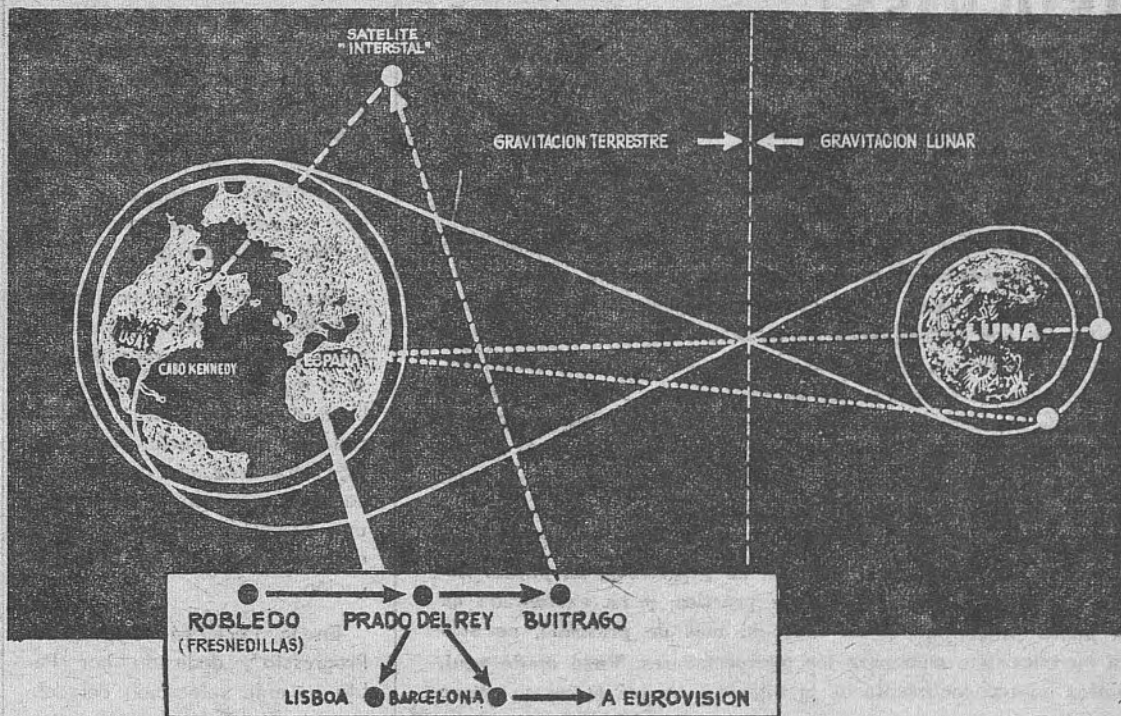 SATELITE
"INTERSTAL"
GRAVITACION TERRESTRE
GRAVITACION LUNAR
USA
CABO KENNEDY
ESPAÑA
LUNA
ROBLEDO PRADO DEL REY BUITRAGO
(FRESNEDILLAS)
LISBOA BARCELONA A EUROVISION